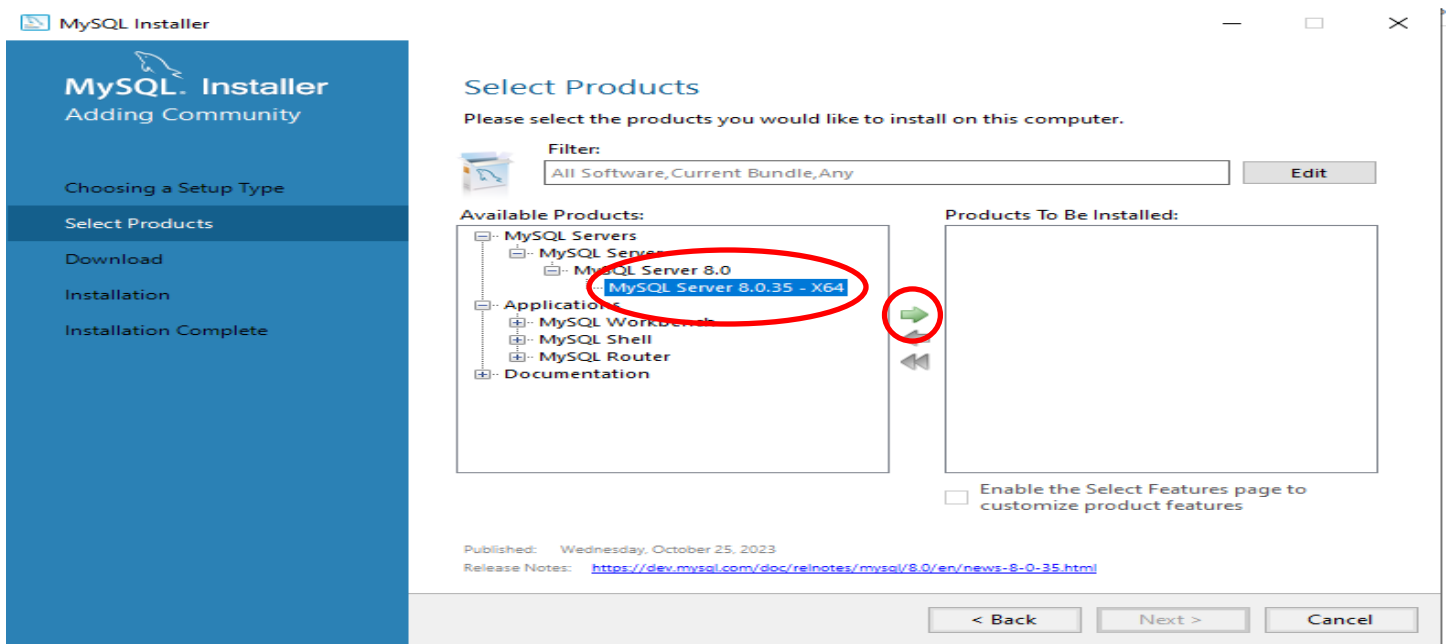 MySQL Installer
MySQL. Installer
Adding Community
Choosing a Setup Type
Select Products
Download
Installation
Installation Complete
Select Products
Please select the products you would like to install on this computer.
Filter:
All Software,Current Bundle,Any
Edit
Available Products:
MySQL Servers
MySQL Server
MySQL Server 8.0
MySQL Server 8.0.35 - X64
Applications
MySQL Workbench
MySQL Shell
MySQL Router
Documentation
Products To Be Installed:
Enable the Select Features page to
customize product features
Published: Wednesday, October 25, 2023
Release Notes: https://dev.mysql.com/doc/relnotes/mysql/8.0/en/news-8-0-35.html
< Back
Next >
Cancel